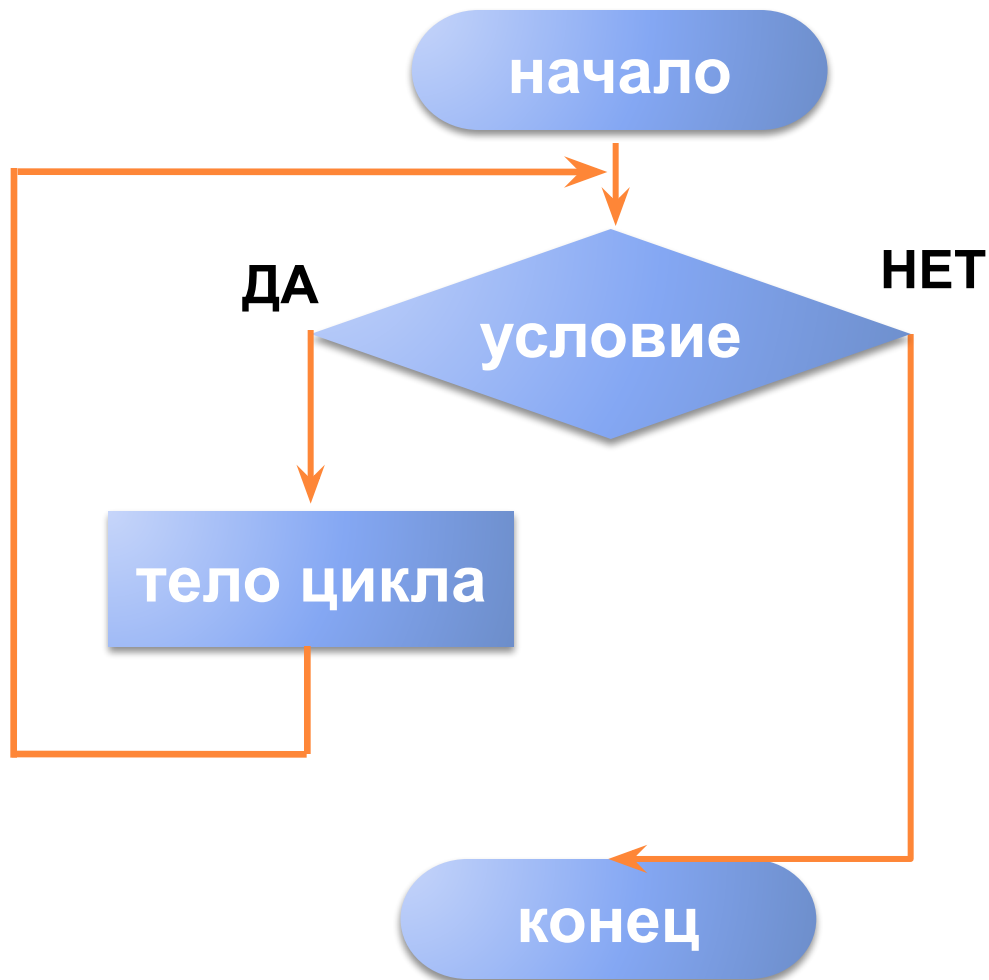 начало
ДА
НЕТ
условие
тело цикла
конец